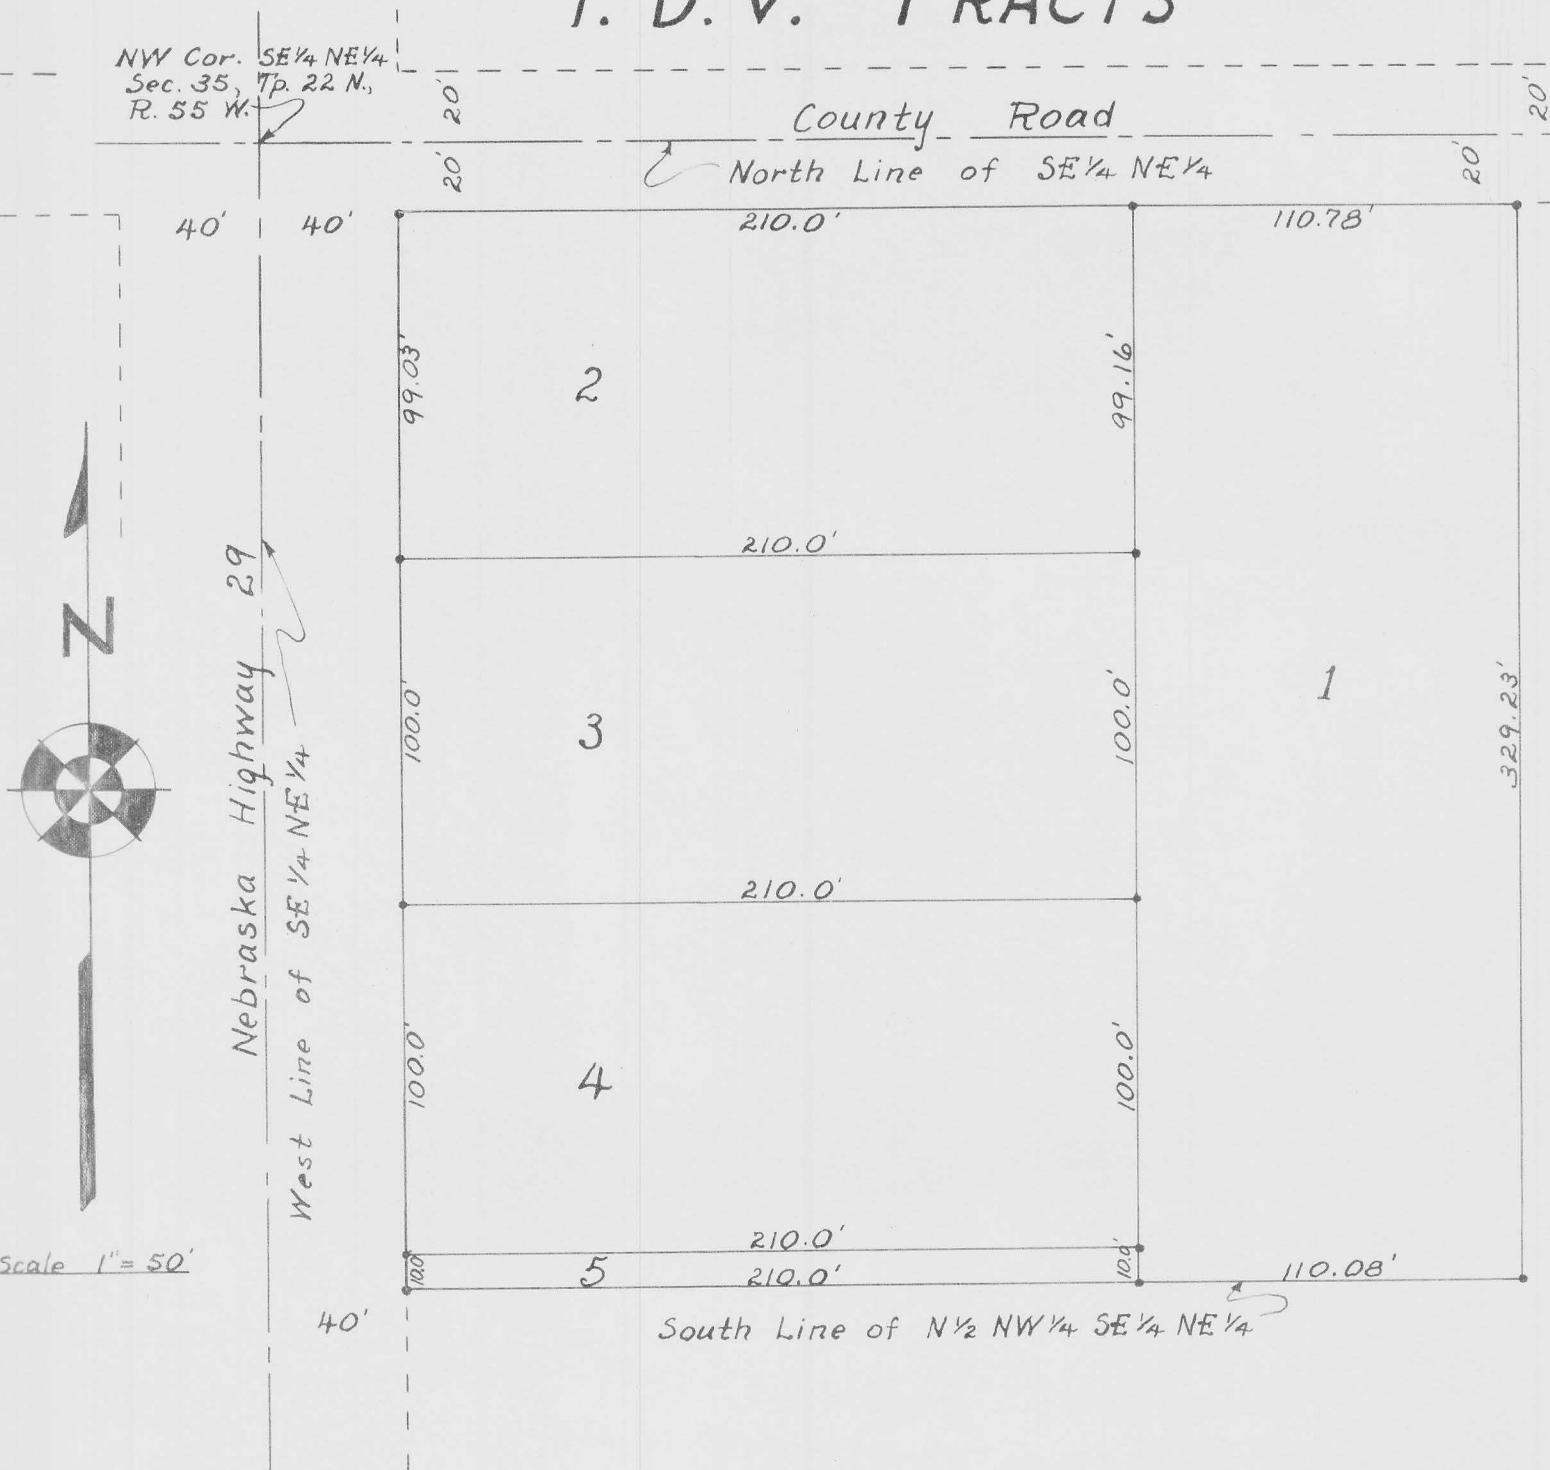 T. D. V. TRACTS
NW Cor. SE¼ NE¼
Sec. 35, Tp. 22 N.,
R. 55 W.
20'
20'
County Road
20'
20'
North Line of SE¼ NE¼
40'
40'
210.0'
110.78'
99.03'
2
99.16'
210.0'
N
Nebraska Highway 29
West Line of SE¼ NE¼
100.0'
3
100.0'
1
329.23'
210.0'
100.0'
4
100.0'
210.0'
Scale 1"= 50'
10.0'
5
210.0'
10.0'
110.08'
40'
South Line of N½ NW¼ SE¼ NE¼